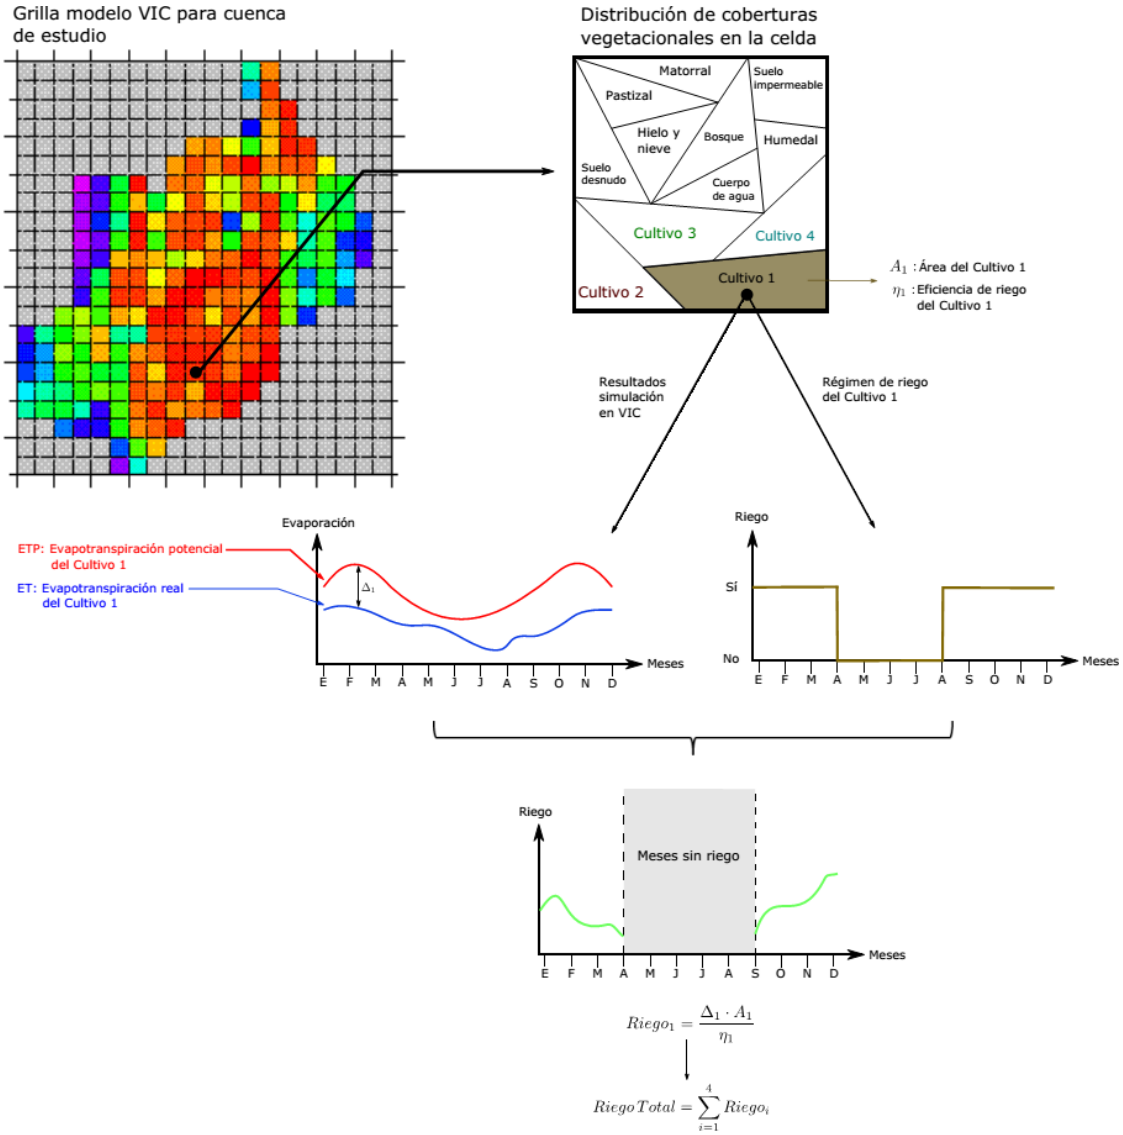 Grilla modelo VIC para cuenca
de estudio
Distribución de coberturas
vegetacionales en la celda
Matorral
Suelo
impermeable
Pastizal
Hielo y
nieve
Bosque
Humedal
Suelo
desnudo
Cuerpo
de agua
Cultivo 3
Cultivo 4
Cultivo 1
Cultivo 2
A₁ : Área del Cultivo 1
η₁ : Eficiencia de riego
del Cultivo 1
Resultados
simulación
en VIC
Régimen de riego
del Cultivo 1
Evaporación
ETP: Evapotranspiración potencial
del Cultivo 1
ET: Evapotranspiración real
del Cultivo 1
Δ₁
Meses
E F M A M J J A S O N D
Riego
Sí
No
Meses
E F M A M J J A S O N D
Riego
Meses sin riego
Meses
E F M A M J J A S O N D
Riego₁ = Δ₁ · A₁ / η₁
Riego Total = ∑_{i=1}^{4} Riegoᵢ